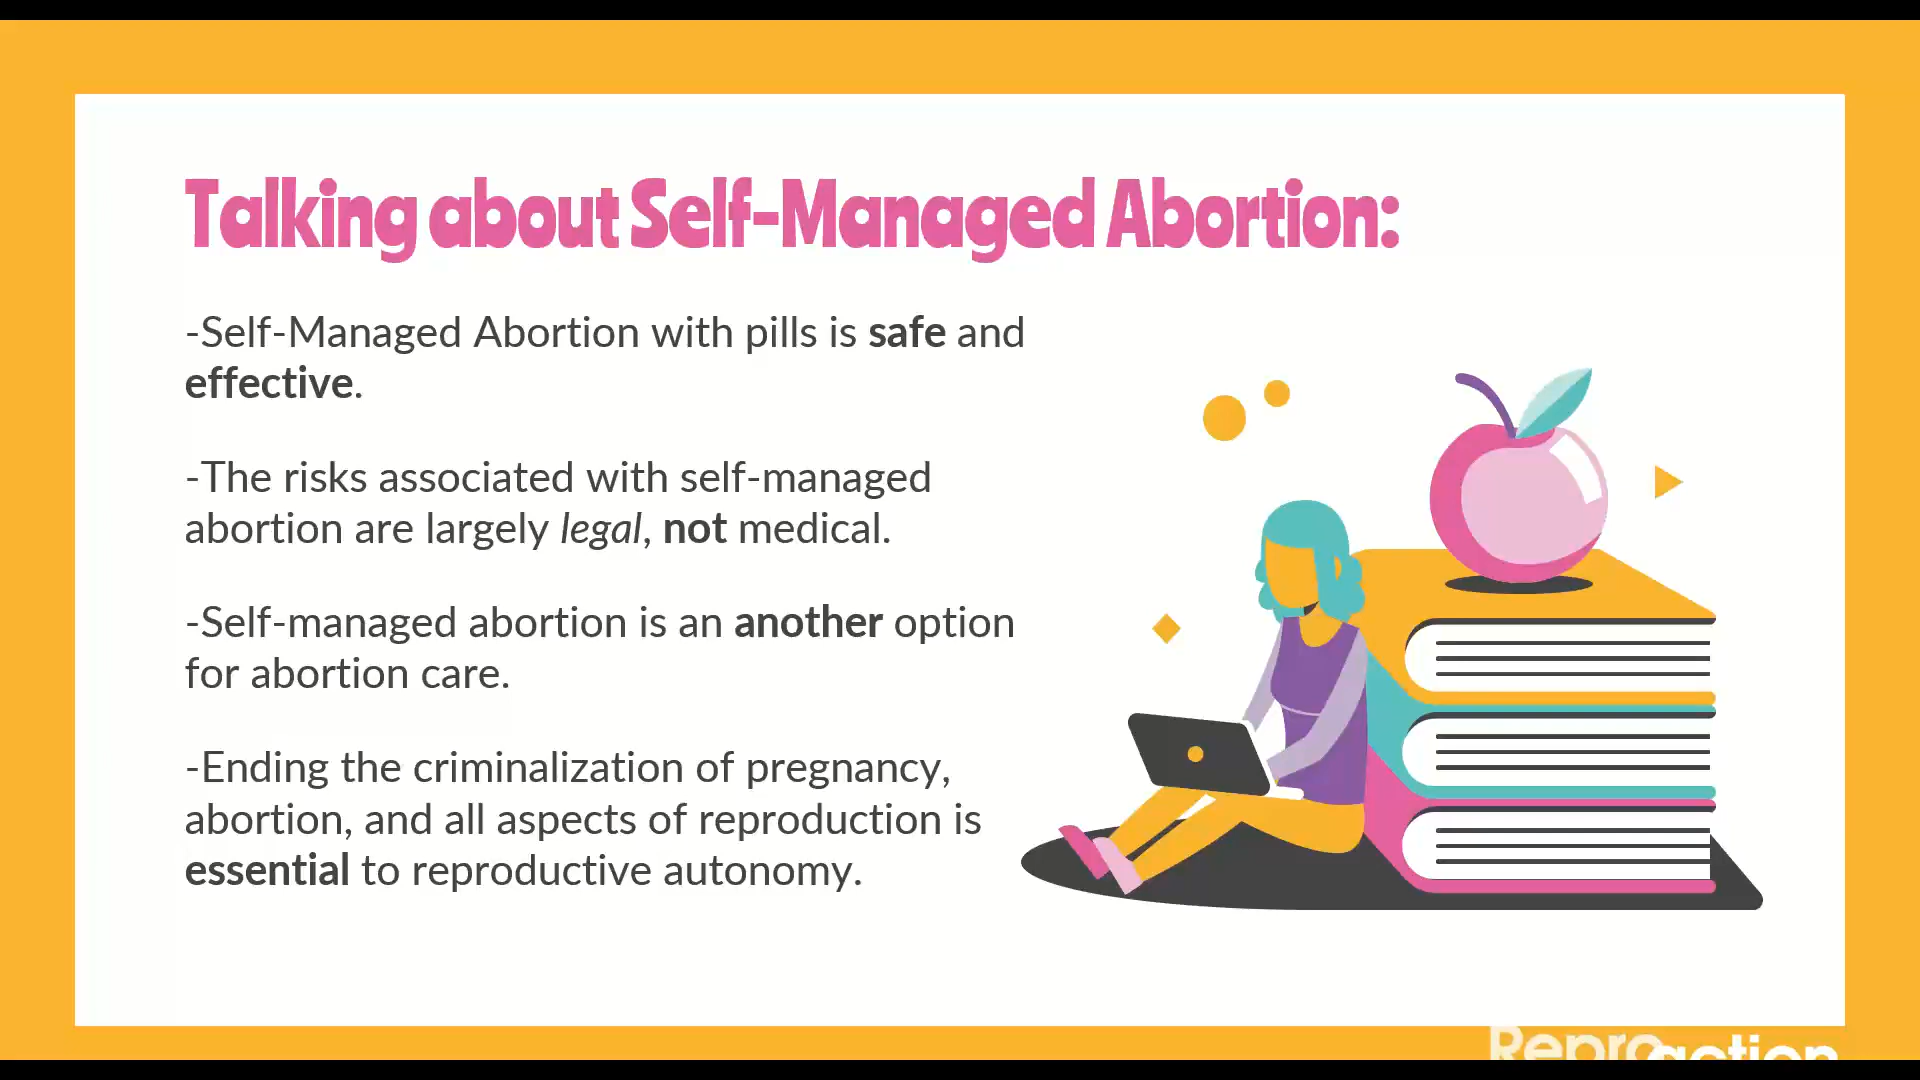 Talking about Self-Managed Abortion:
-Self-Managed Abortion with pills is safe and
effective.
-The risks associated with self-managed
abortion are largely legal, not medical.
-Self-managed abortion is an another option
for abortion care.
-Ending the criminalization of pregnancy,
abortion, and all aspects of reproduction is
essential to reproductive autonomy.
Reproaction